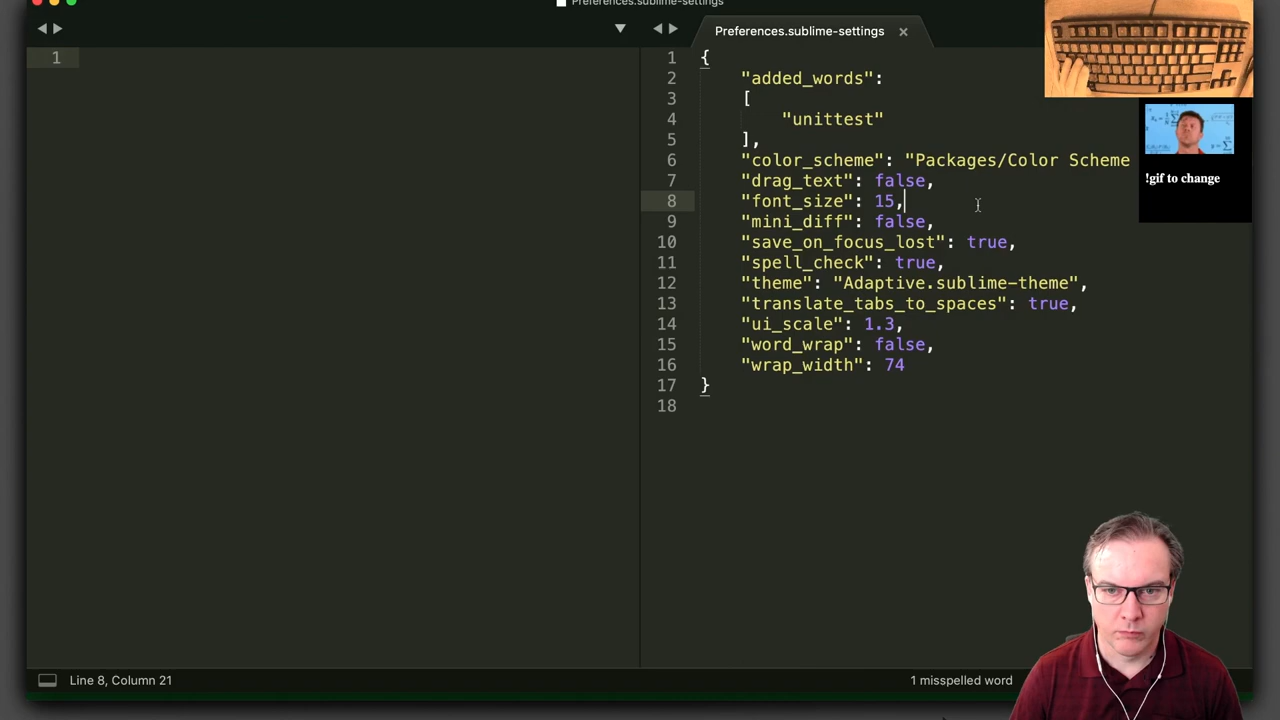 Preferences.sublime-settings
Preferences.sublime-settings ×
1
1 {
2 "added_words":
3 [
4 "unittest"
5 ],
6 "color_scheme": "Packages/Color Scheme
7 "drag_text": false,
8 "font_size": 15,
9 "mini_diff": false,
10 "save_on_focus_lost": true,
11 "spell_check": true,
12 "theme": "Adaptive.sublime-theme",
13 "translate_tabs_to_spaces": true,
14 "ui_scale": 1.3,
15 "word_wrap": false,
16 "wrap_width": 74
17 }
18
!gif to change
Line 8, Column 21
1 misspelled word